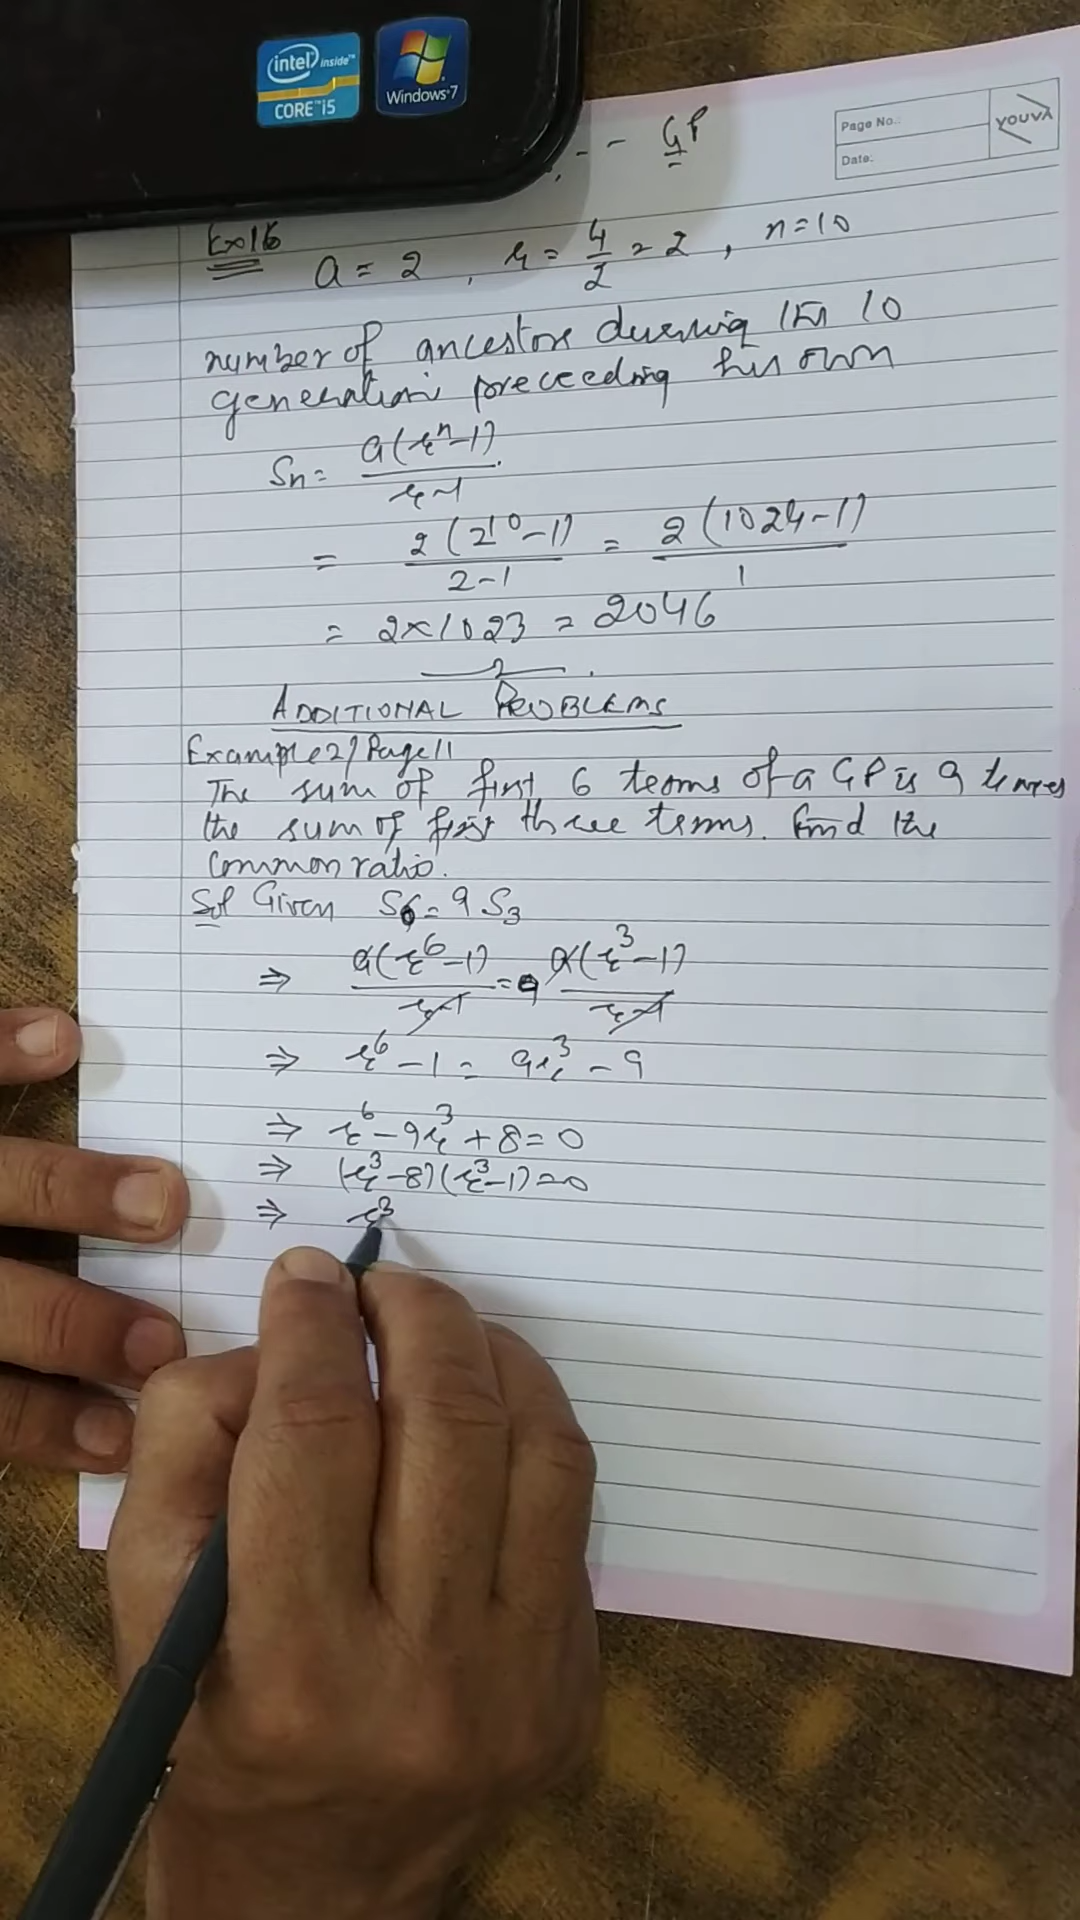 intel inside™
CORE™ i5
Windows 7
Page No.:
Date:
YOUVA
, - - GP
Ex 16
a = 2 , r = 4/2 = 2 , n = 10
number of ancestors during the 10
generation preceeding his own
Sn = a(r^n - 1) / r - 1
= 2(2^10 - 1) / 2 - 1 = 2(1024 - 1) / 1
= 2×1023 = 2046
ADDITIONAL PROBLEMS
Example 2/Page 11
The sum of first 6 terms of a GP is 9 times
the sum of first three terms. Find the
common ratio.
Sol Given S6 = 9 S3
⇒ a(r^6 - 1) / r - 1 = 9 a(r^3 - 1) / r - 1
⇒ r^6 - 1 = 9r^3 - 9
⇒ r^6 - 9r^3 + 8 = 0
⇒ (r^3 - 8)(r^3 - 1) = 0
⇒ r^3